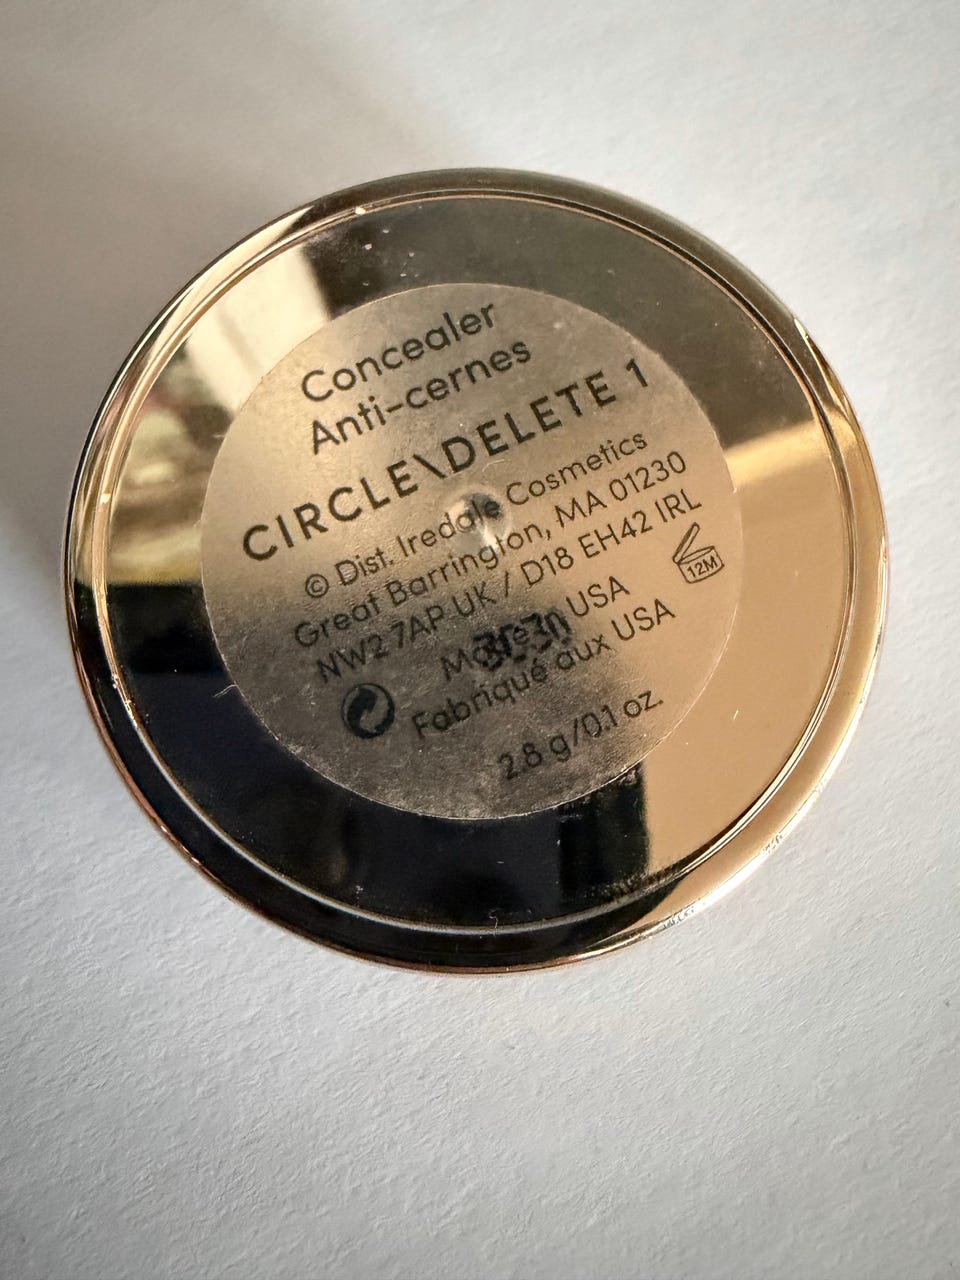 Concealer
Anti-cernes
CIRCLE\DELETE 1
© Dist. Iredale Cosmetics
Great Barrington, MA 01230
NW2 7AP UK / D18 EH42 IRL
12M
Made in USA
Fabriqué aux USA
2.8 g/0.1 oz.